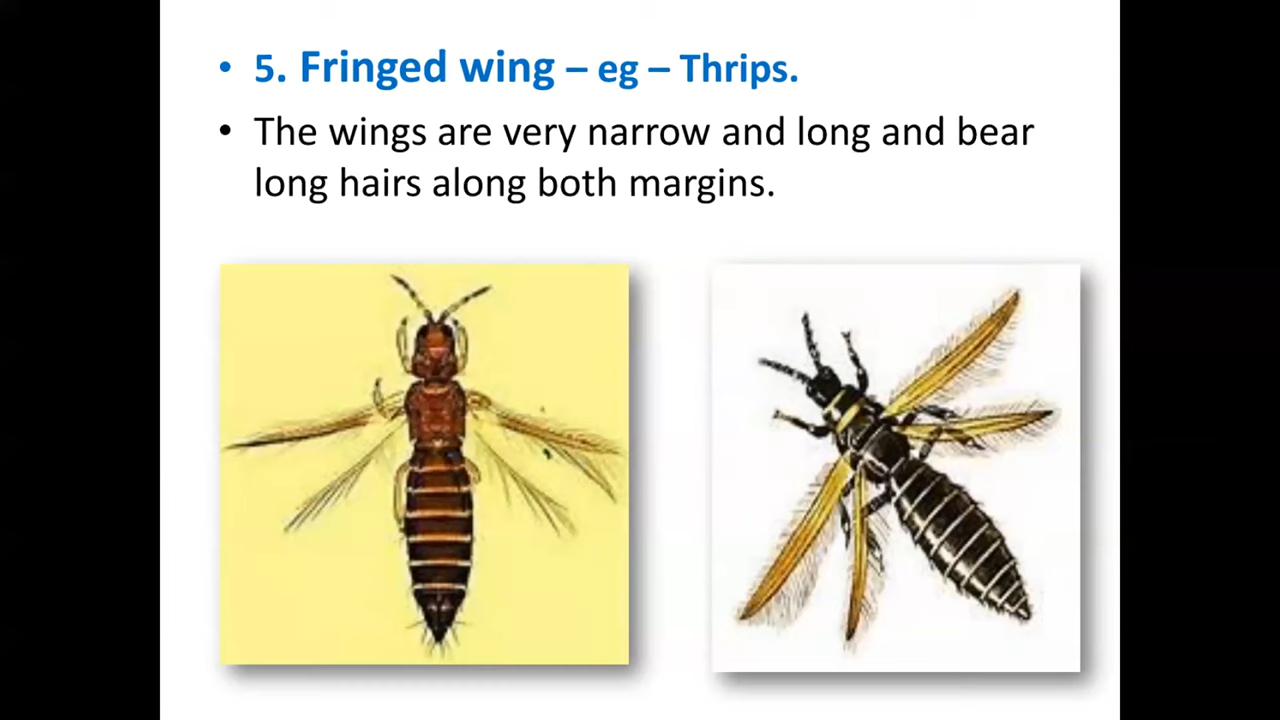 • 5. Fringed wing – eg – Thrips.
• The wings are very narrow and long and bear
long hairs along both margins.